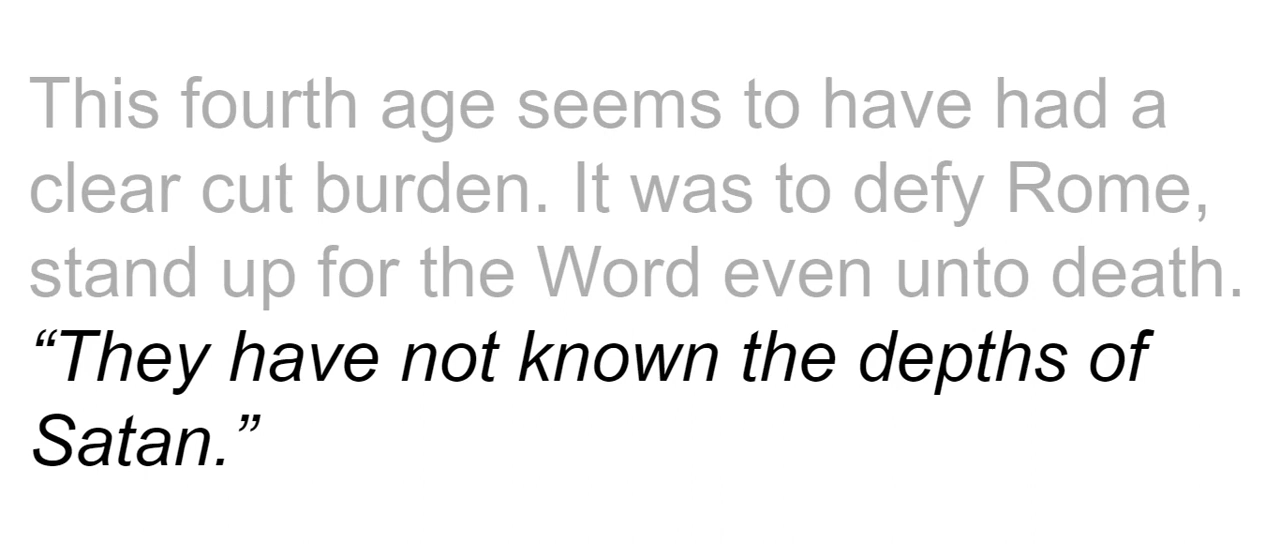 This fourth age seems to have had a
clear cut burden. It was to defy Rome,
stand up for the Word even unto death.
“They have not known the depths of
Satan.”